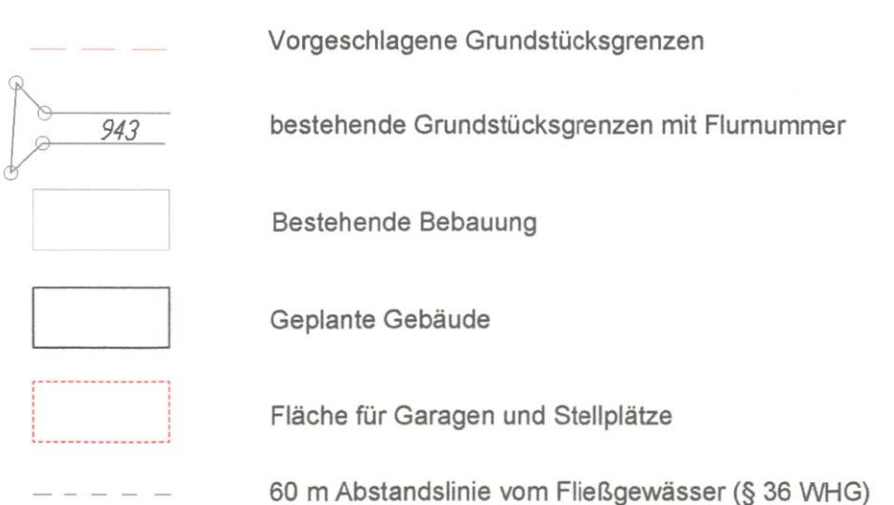 Vorgeschlagene Grundstücksgrenzen
943
bestehende Grundstücksgrenzen mit Flurnummer
Bestehende Bebauung
Geplante Gebäude
Fläche für Garagen und Stellplätze
60 m Abstandslinie vom Fließgewässer (§ 36 WHG)